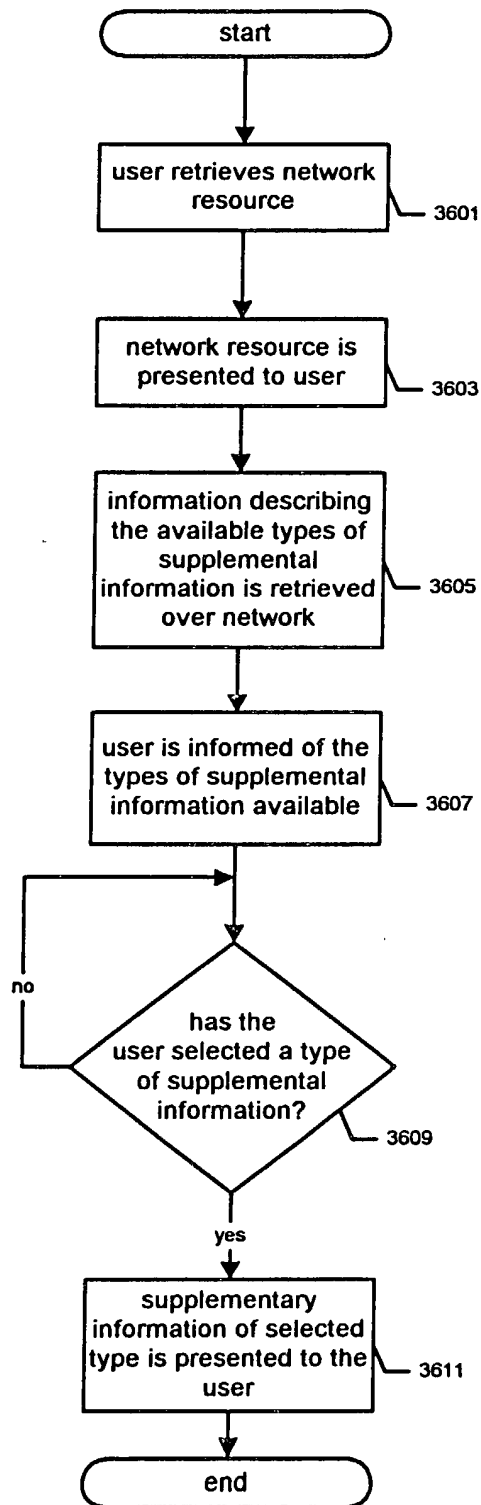 start
user retrieves network
resource
3601
network resource is
presented to user
3603
information describing
the available types of
supplemental
information is retrieved
over network
3605
user is informed of the
types of supplemental
information available
3607
no
has the
user selected a type
of supplemental
information?
3609
yes
supplementary
information of selected
type is presented to the
user
3611
end